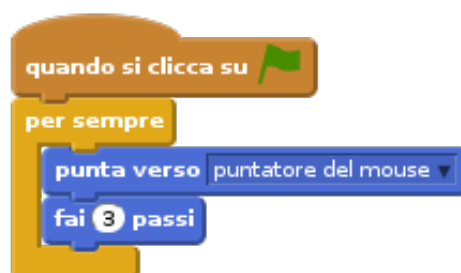 quando si clicca su
per sempre
punta verso puntatore del mouse
fai 3 passi